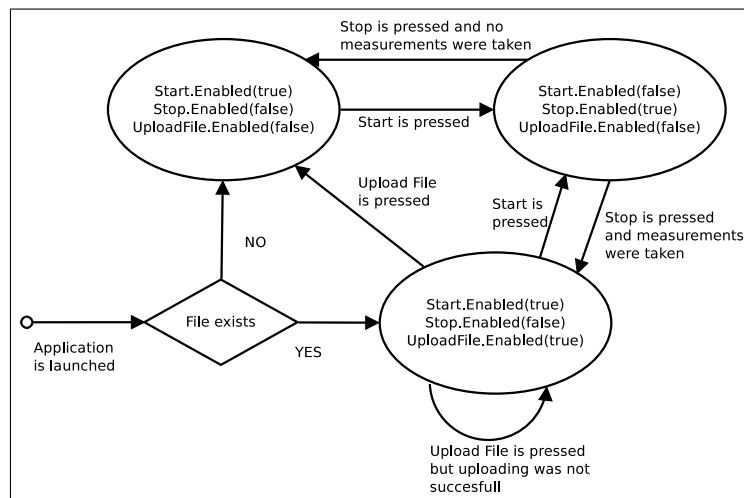 Stop is pressed and no
measurements were taken
Start.Enabled(true)
Stop.Enabled(false)
UploadFile.Enabled(false)
Start is pressed
Start.Enabled(false)
Stop.Enabled(true)
UploadFile.Enabled(false)
Upload File
is pressed
Start is
pressed
Stop is pressed
and measurements
were taken
NO
File exists
Application
is launched
YES
Start.Enabled(true)
Stop.Enabled(false)
UploadFile.Enabled(true)
Upload File is pressed
but uploading was not
succesfull